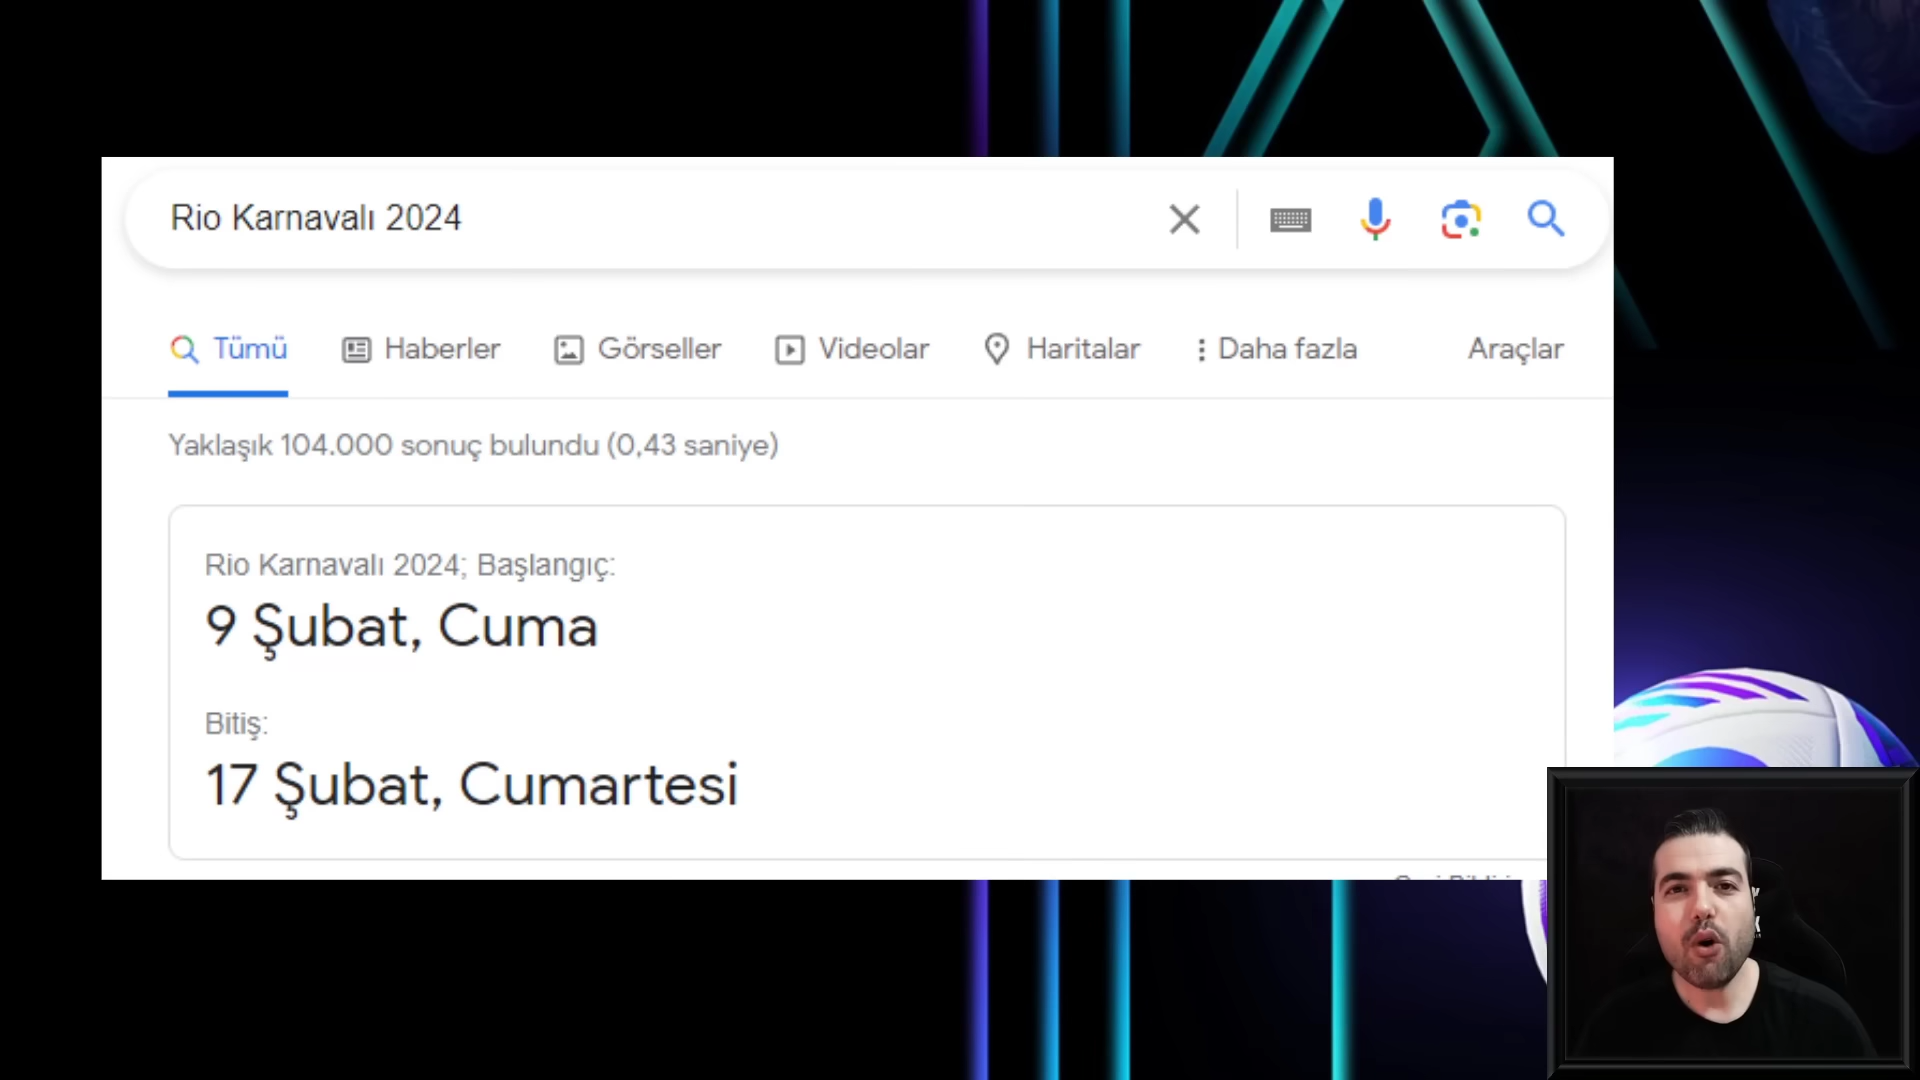 Rio Karnavalı 2024
Tümü Haberler Görseller Videolar Haritalar Daha fazla Araçlar
Yaklaşık 104.000 sonuç bulundu (0,43 saniye)
Rio Karnavalı 2024; Başlangıç:
9 Şubat, Cuma
Bitiş:
17 Şubat, Cumartesi